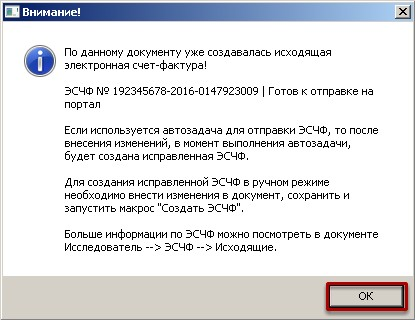 Внимание!
По данному документу уже создавалась исходящая
электронная счет-фактура!
ЭСЧФ № 192345678-2016-0147923009 | Готов к отправке на
портал
Если используется автозадача для отправки ЭСЧФ, то после
внесения изменений, в момент выполнения автозадачи,
будет создана исправленная ЭСЧФ.
Для создания исправленной ЭСЧФ в ручном режиме
необходимо внести изменения в документ, сохранить и
запустить макрос "Создать ЭСЧФ".
Больше информации по ЭСЧФ можно посмотреть в документе
Исследователь --> ЭСЧФ --> Исходящие.
OK